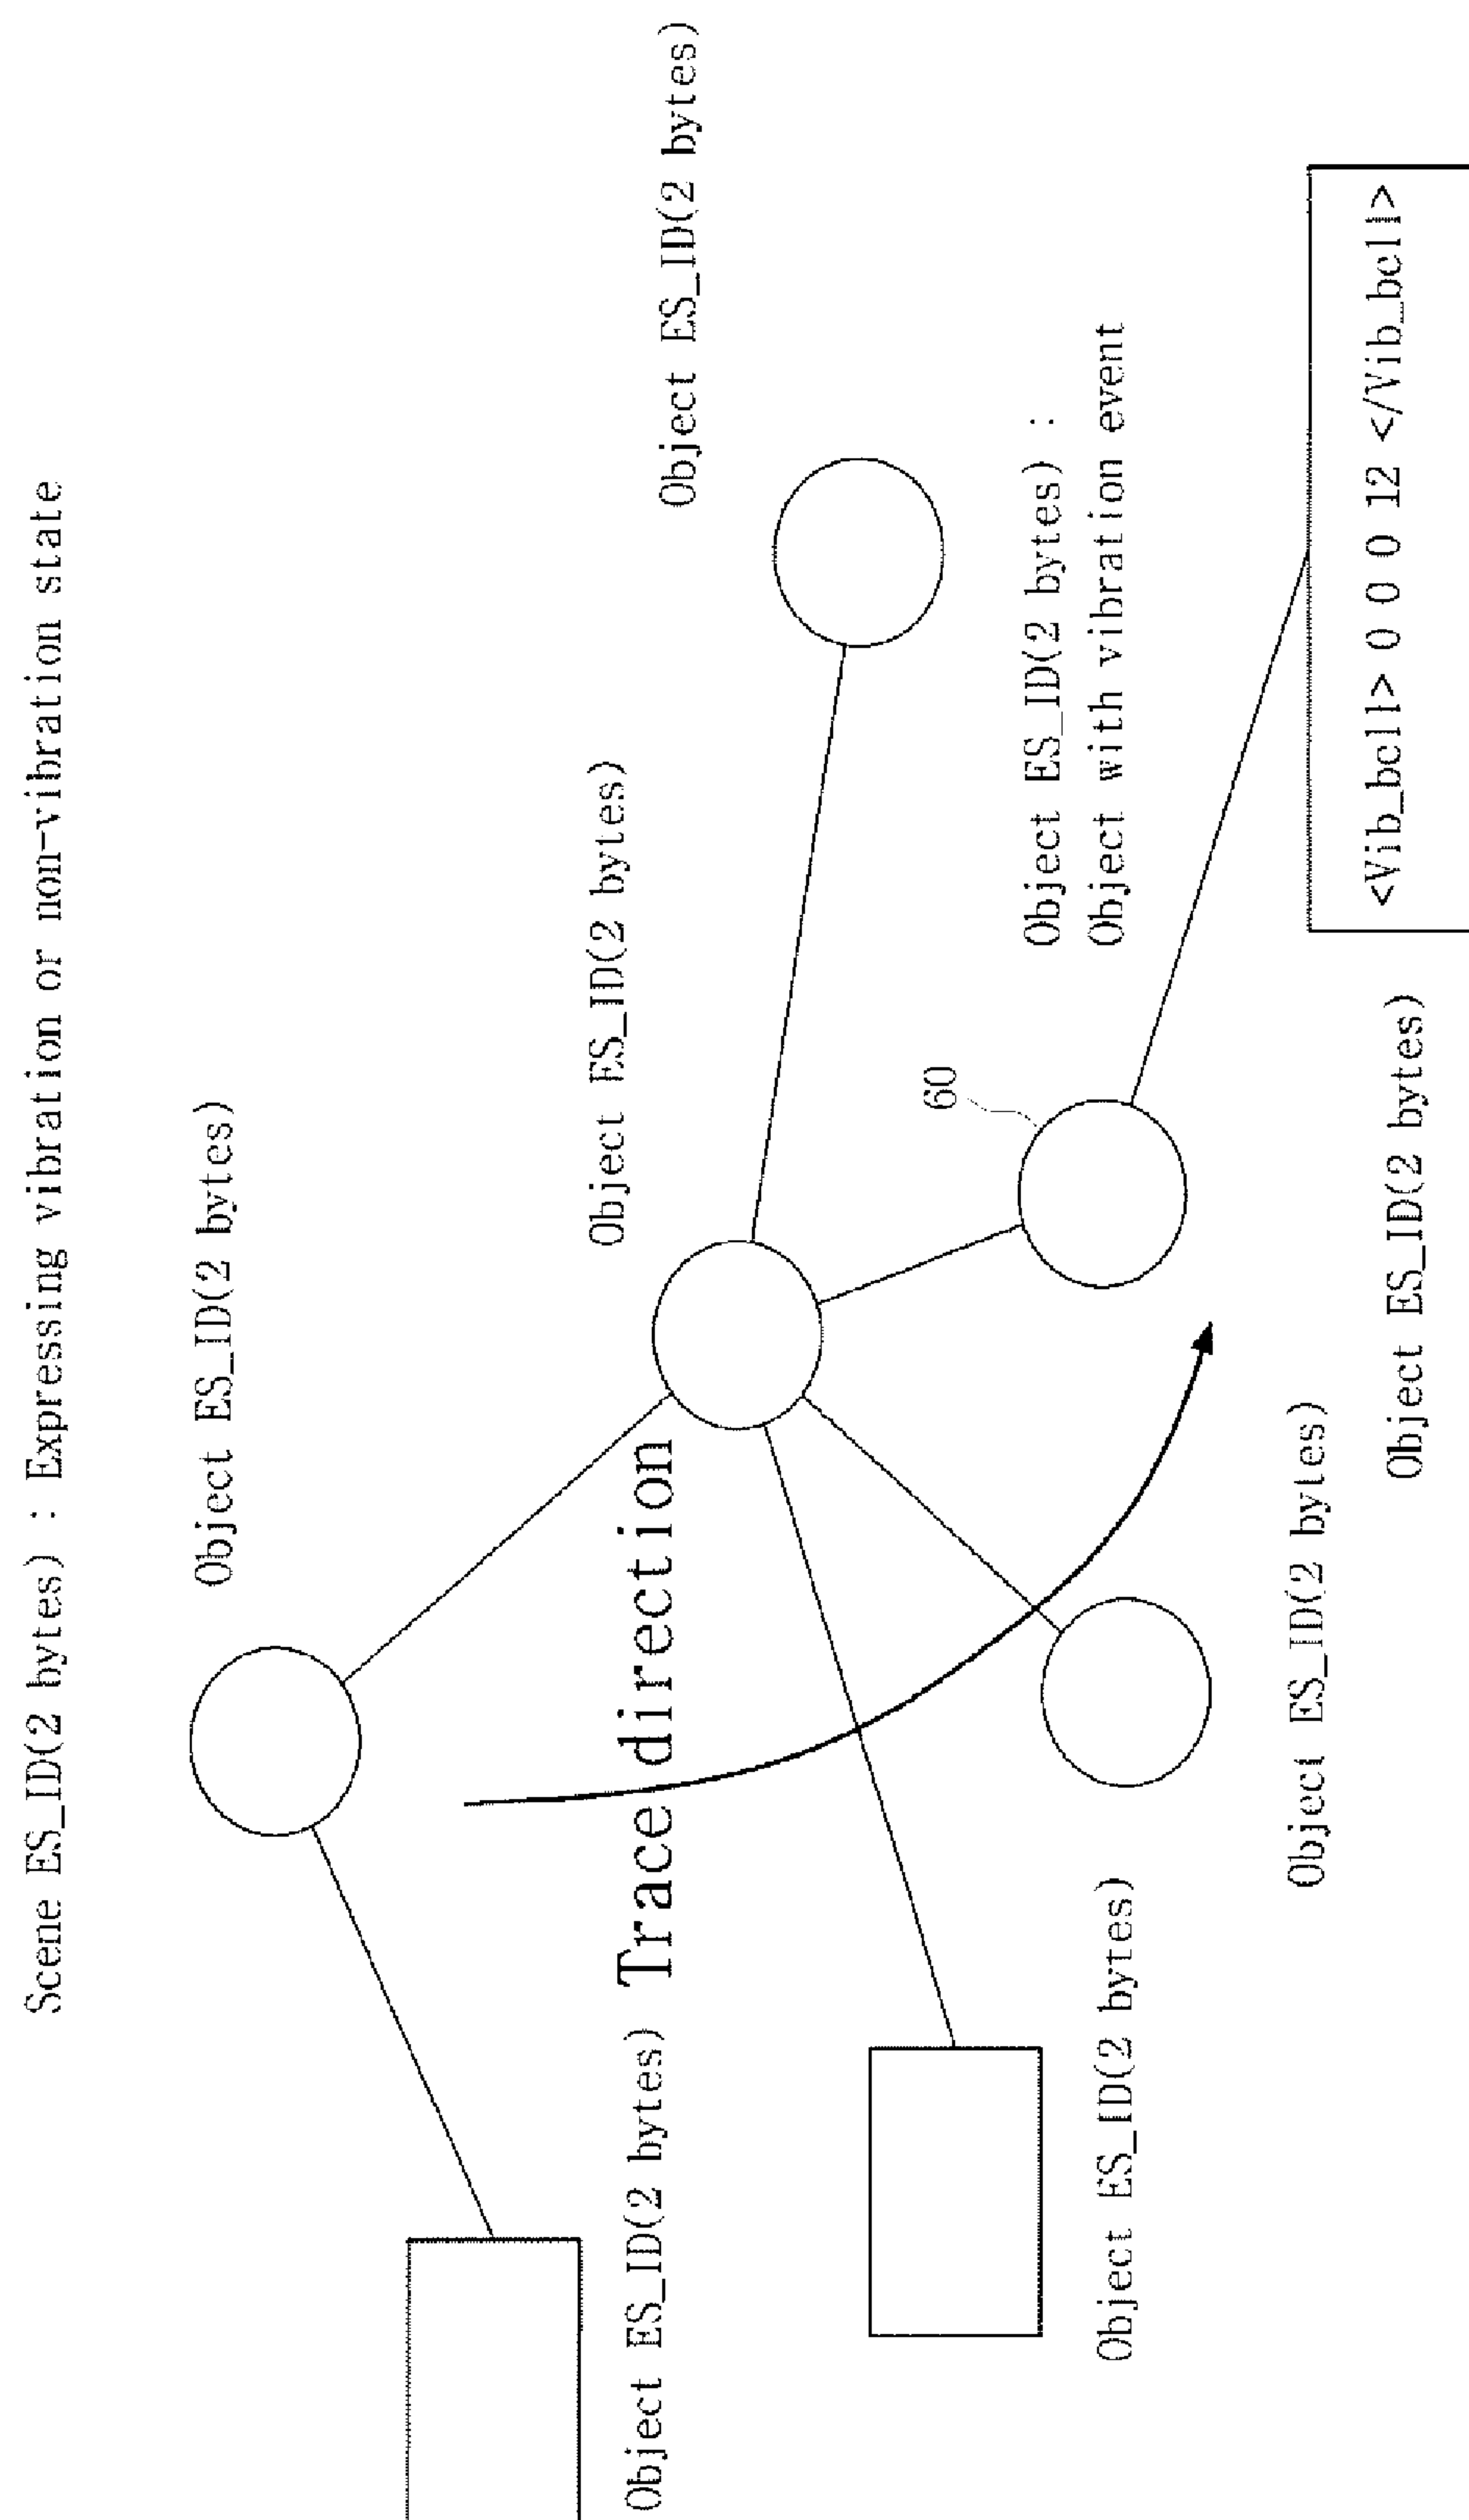 Scene ES_ID(2 bytes) : Expressing vibration or non-vibration state
Object ES_ID(2 bytes)
Object ES_ID(2 bytes)
Object ES_ID(2 bytes)
Trace direction
Object ES_ID(2 bytes)
60
Object ES_ID(2 bytes) :
Object with vibration event
Object ES_ID(2 bytes)
Object ES_ID(2 bytes)
<Vib_bell> 0 0 0 12 </Vib_bell>
Object ES_ID(2 bytes)